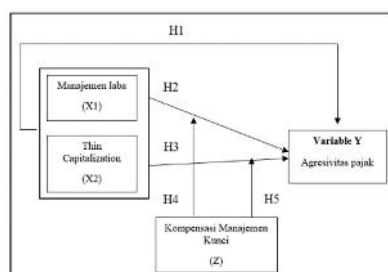 H1
Manajemen laba
(X1)
H2
Thin
Capitalization
(X2)
H3
Variable Y
Agresivitas pajak
H4
H5
Kompensasi Manajemen
Kunci
(Z)